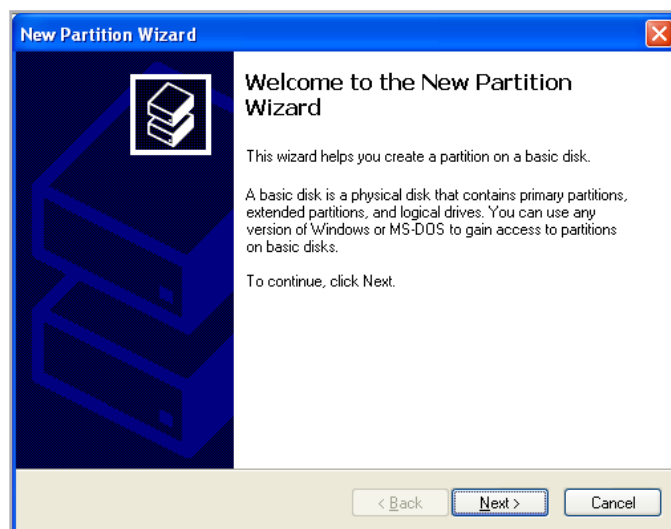 New Partition Wizard
Welcome to the New Partition
Wizard
This wizard helps you create a partition on a basic disk.
A basic disk is a physical disk that contains primary partitions,
extended partitions, and logical drives. You can use any
version of Windows or MS-DOS to gain access to partitions
on basic disks.
To continue, click Next.
< Back
Next >
Cancel